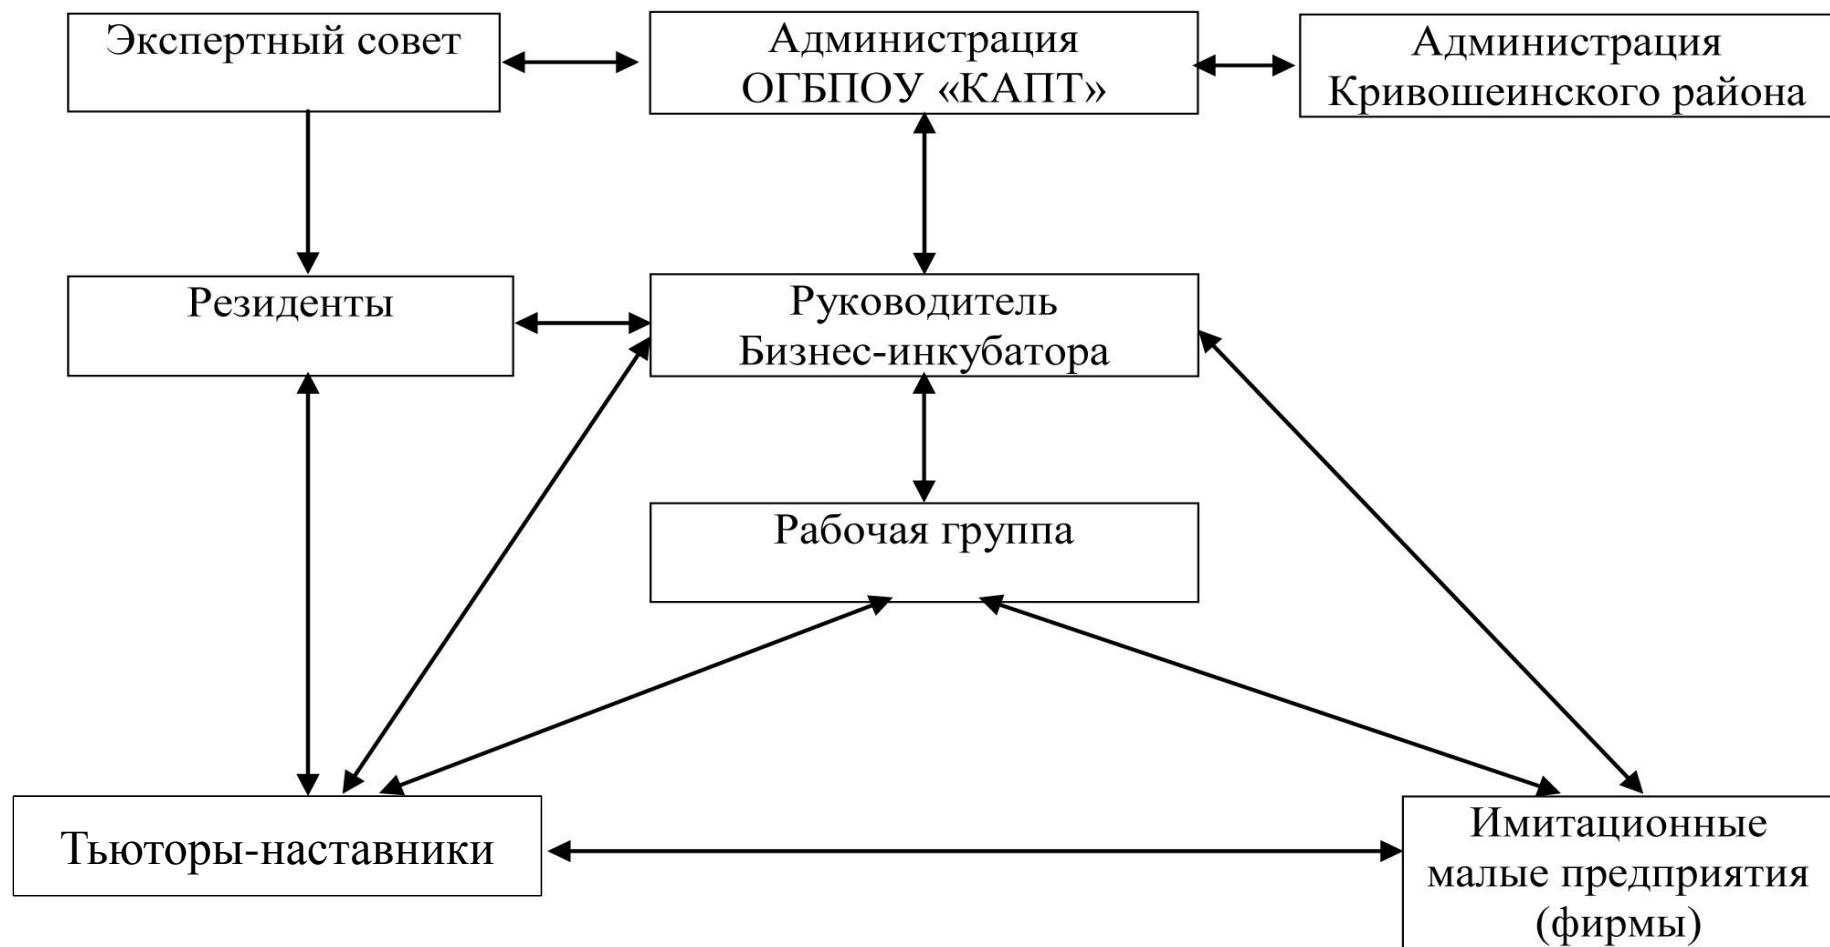 Экспертный совет
Администрация
ОГБПОУ «КАПТ»
Администрация
Кривошеинского района
Резиденты
Руководитель
Бизнес-инкубатора
Рабочая группа
Тьюторы-наставники
Имитационные
малые предприятия
(фирмы)